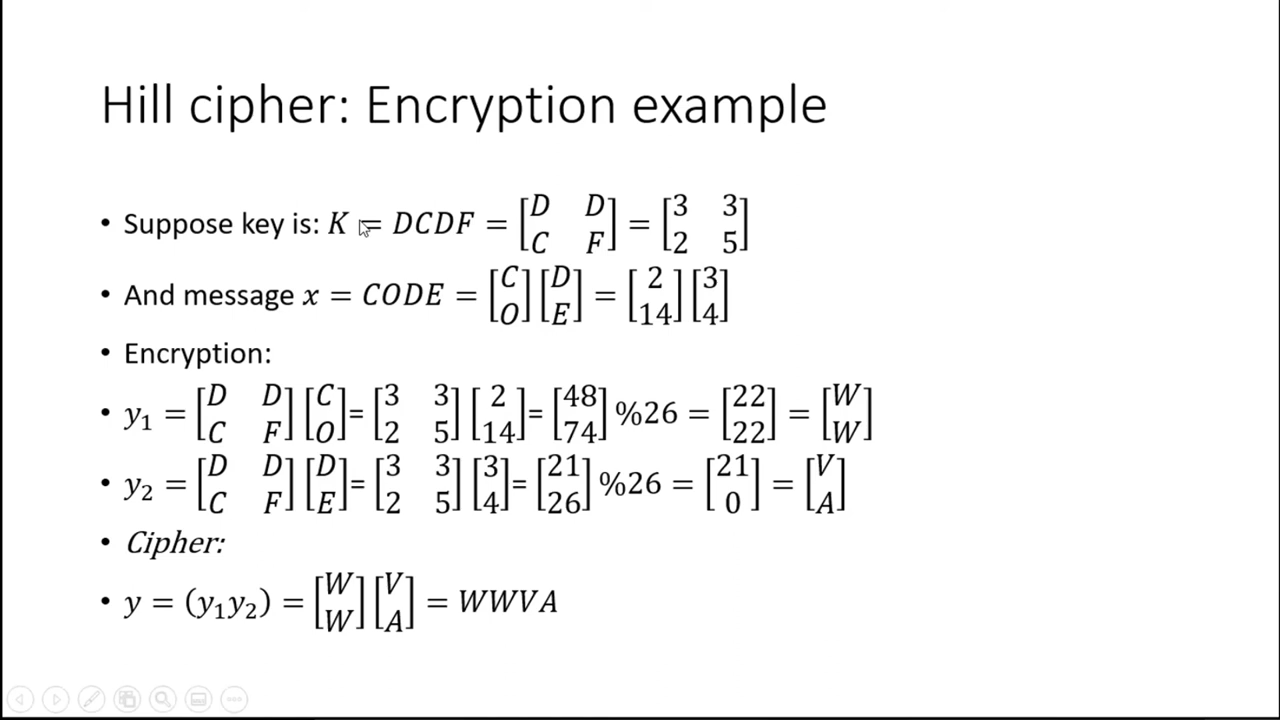 Hill cipher: Encryption example
• Suppose key is: K = DCDF = [D D; C F] = [3 3; 2 5]
• And message x = CODE = [C; O] [D; E] = [2; 14] [3; 4]
• Encryption:
• y₁ = [D D; C F] [C; O] = [3 3; 2 5] [2; 14] = [48; 74] %26 = [22; 22] = [W; W]
• y₂ = [D D; C F] [D; E] = [3 3; 2 5] [3; 4] = [21; 26] %26 = [21; 0] = [V; A]
• Cipher:
• y = (y₁y₂) = [W; W] [V; A] = WWVA